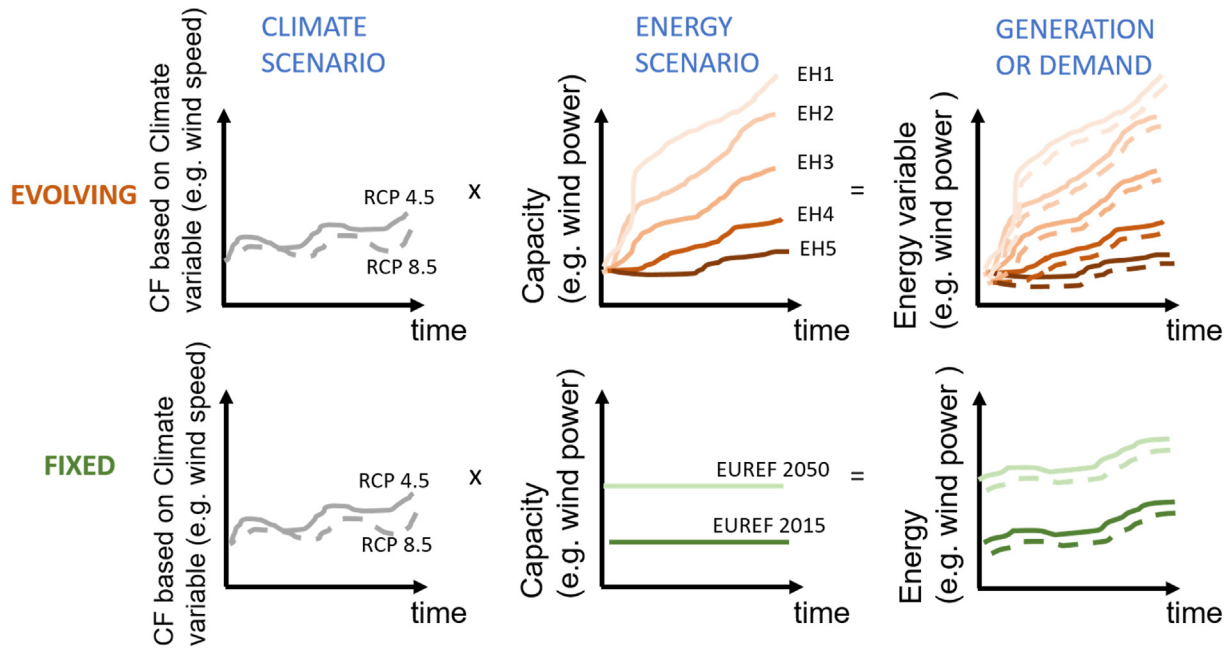 CLIMATE
SCENARIO
ENERGY
SCENARIO
GENERATION
OR DEMAND
EVOLVING
CF based on Climate
variable (e.g. wind speed)
RCP 4.5
RCP 8.5
time
x
Capacity
(e.g. wind power)
EH1
EH2
EH3
EH4
EH5
time
=
Energy variable
(e.g. wind power )
time
FIXED
CF based on Climate
variable (e.g. wind speed)
RCP 4.5
RCP 8.5
time
x
Capacity
(e.g. wind power)
EUREF 2050
EUREF 2015
time
=
Energy
(e.g. wind power)
time